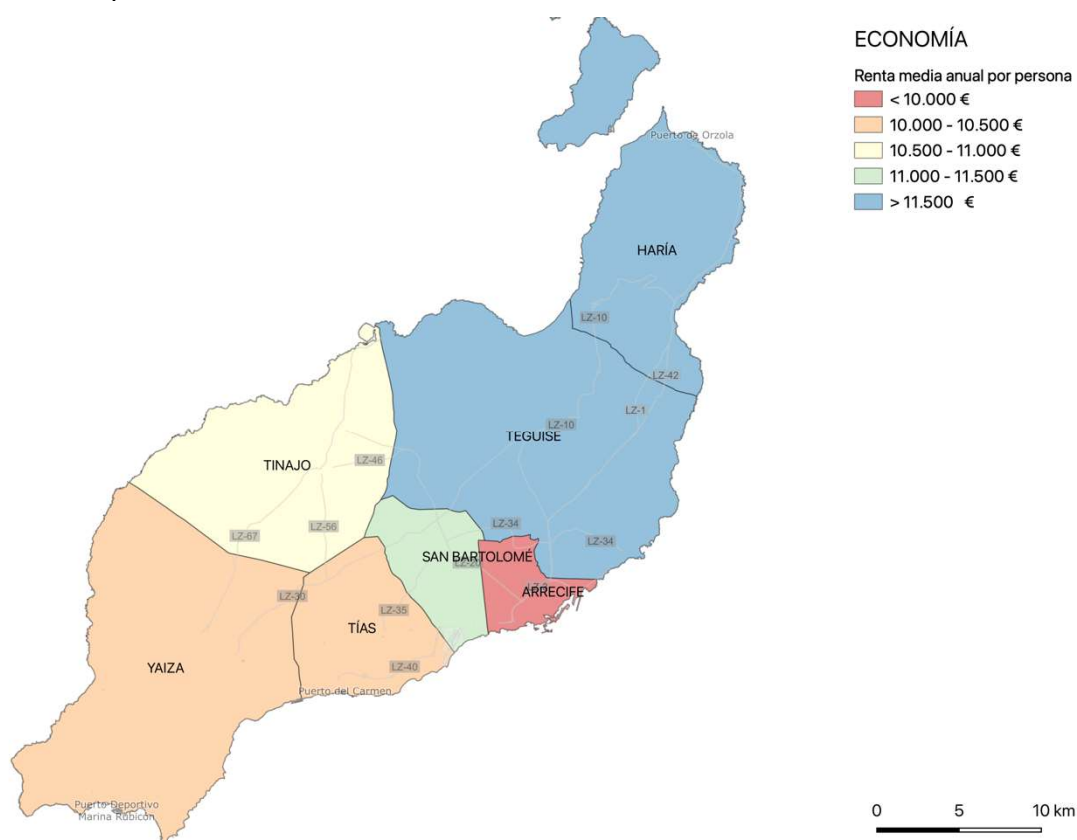 ECONOMÍA
Renta media anual por persona
< 10.000 €
10.000 - 10.500 €
10.500 - 11.000 €
11.000 - 11.500 €
> 11.500 €
Puerto de Orzola
HARÍA
LZ-10
LZ-42
LZ-1
LZ-10
TEGUISE
TINAJO
LZ-46
LZ-67
LZ-56
LZ-34
LZ-34
SAN BARTOLOMÉ
LZ-20
ARRECIFE
LZ-30
LZ-35
TÍAS
YAIZA
LZ-40
Puerto del Carmen
Puerto Deportivo
Marina Rubicón
0 5 10 km